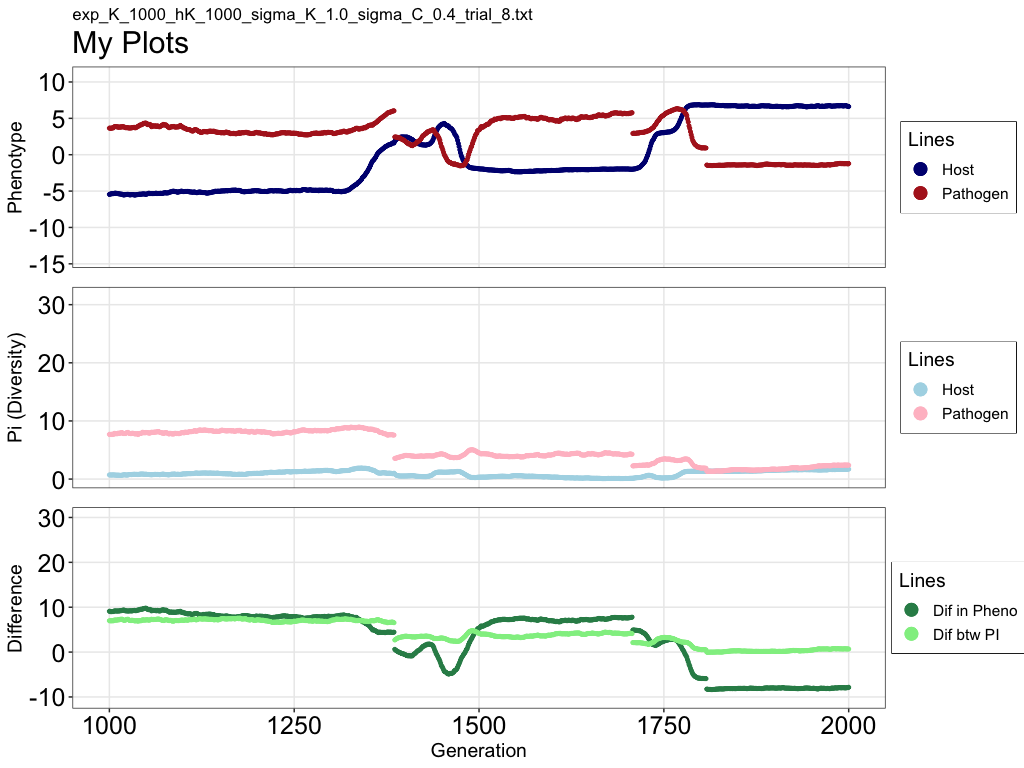 exp_K_1000_hK_1000_sigma_K_1.0_sigma_C_0.4_trial_8.txt
My Plots
10
5
0
-5
-10
-15
Phenotype
Lines
Host
Pathogen
30
20
10
0
Pi (Diversity)
Lines
Host
Pathogen
30
20
10
0
-10
Difference
Lines
Dif in Pheno
Dif btw PI
1000 1250 1500 1750 2000
Generation